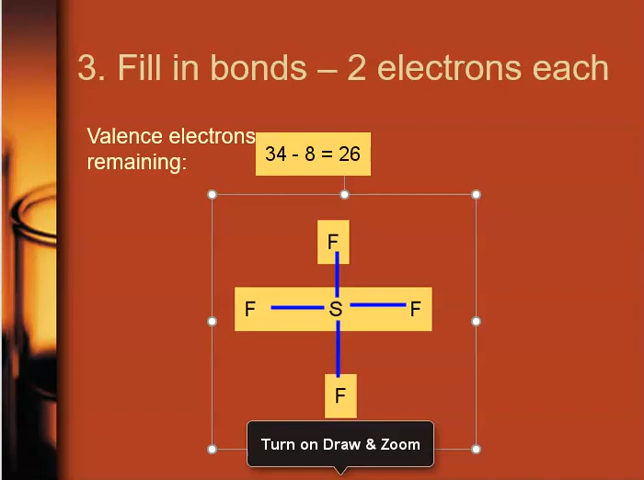 3. Fill in bonds – 2 electrons each
Valence electrons
remaining:
34 - 8 = 26
F
F S F
F
Turn on Draw & Zoom